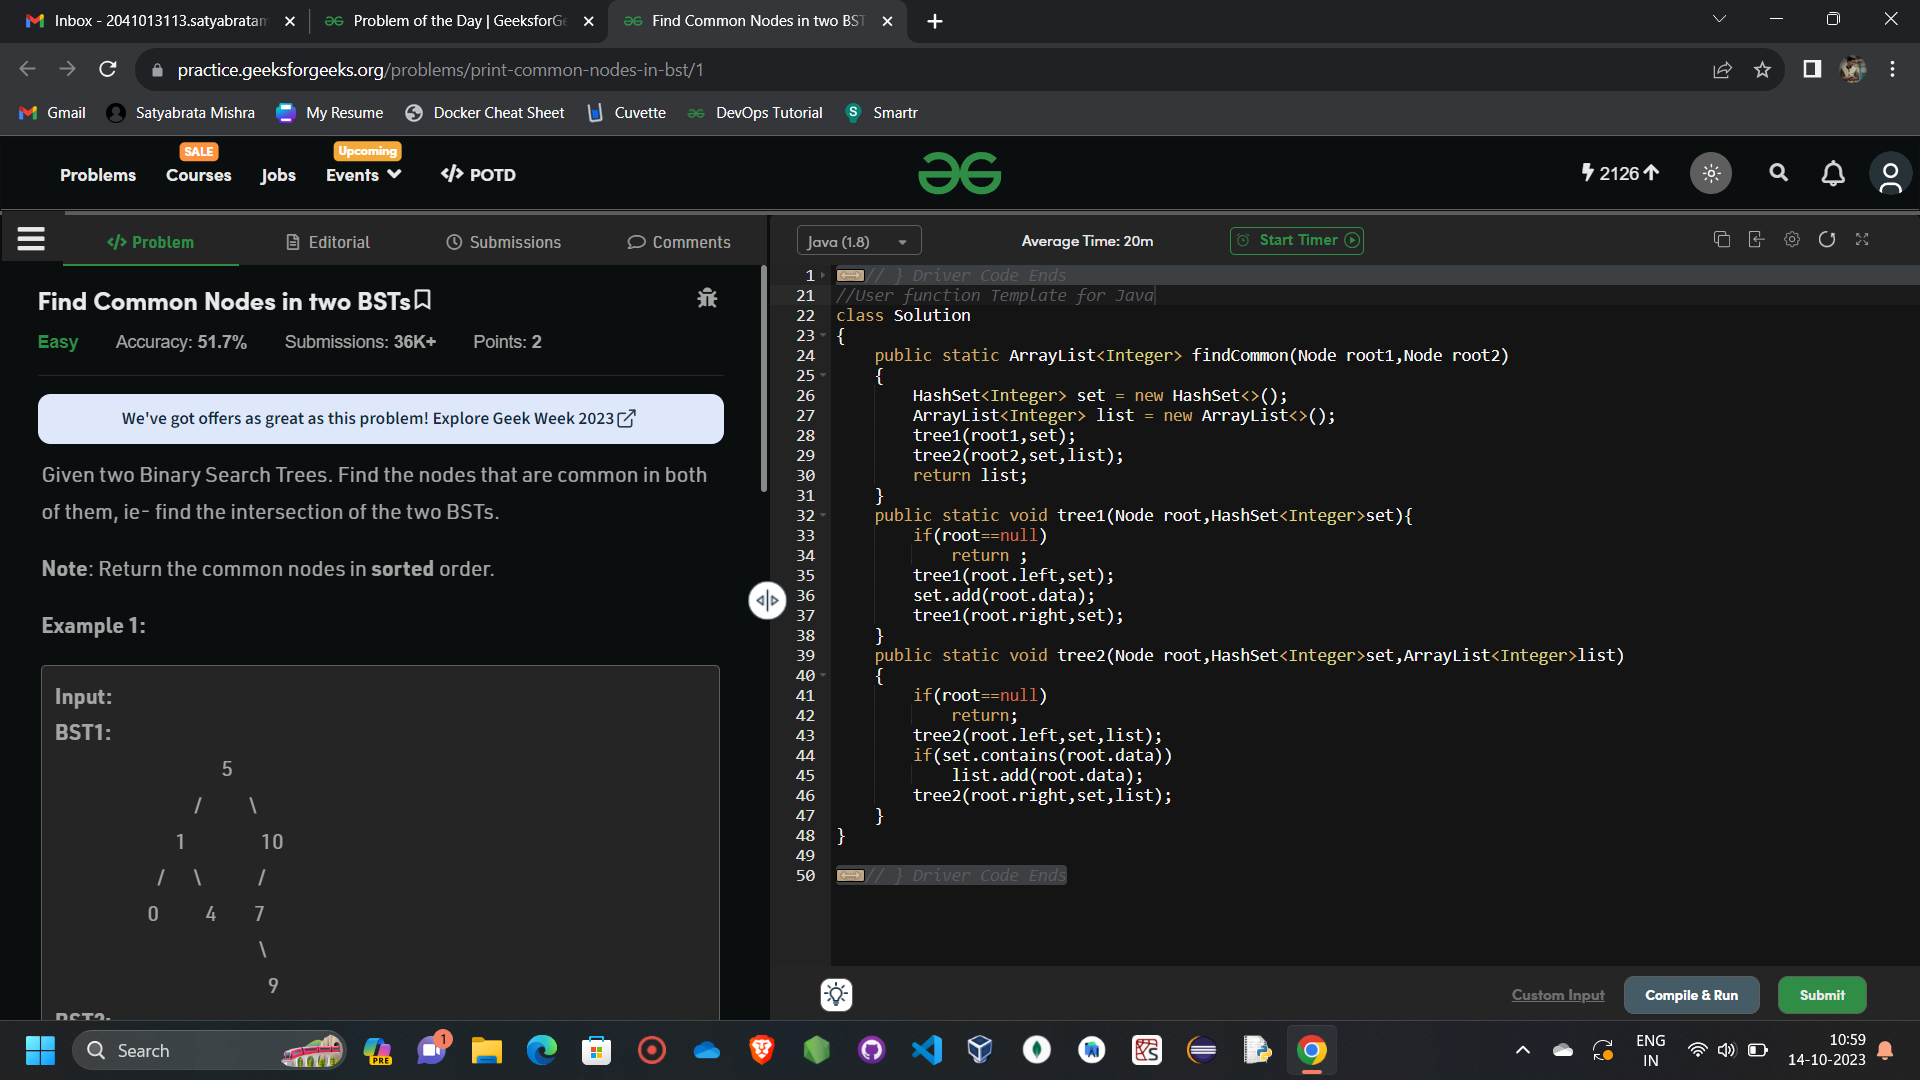 Inbox - 2041013113.satyabratam
Problem of the Day | GeeksforGe
Find Common Nodes in two BST
practice.geeksforgeeks.org/problems/print-common-nodes-in-bst/1
Gmail
Satyabrata Mishra
My Resume
Docker Cheat Sheet
Cuvette
DevOps Tutorial
S
Smartr
SALE
Upcoming
Problems
Courses
Jobs
Events
</> POTD
2126
</> Problem
Editorial
Submissions
Comments
Java (1.8)
Average Time: 20m
Start Timer
Find Common Nodes in two BSTs
Easy
Accuracy: 51.7%
Submissions: 36K+
Points: 2
We've got offers as great as this problem! Explore Geek Week 2023
Given two Binary Search Trees. Find the nodes that are common in both
of them, ie- find the intersection of the two BSTs.
Note: Return the common nodes in sorted order.
Example 1:
Input:
BST1:
5
/ \
1 10
/ \ /
0 4 7
\
9
BST2:
1 // } Driver Code Ends
21 //User function Template for Java
22 class Solution
23 {
24 public static ArrayList<Integer> findCommon(Node root1,Node root2)
25 {
26 HashSet<Integer> set = new HashSet<>();
27 ArrayList<Integer> list = new ArrayList<>();
28 tree1(root1,set);
29 tree2(root2,set,list);
30 return list;
31 }
32 public static void tree1(Node root,HashSet<Integer>set){
33 if(root==null)
34 return ;
35 tree1(root.left,set);
36 set.add(root.data);
37 tree1(root.right,set);
38 }
39 public static void tree2(Node root,HashSet<Integer>set,ArrayList<Integer>list)
40 {
41 if(root==null)
42 return;
43 tree2(root.left,set,list);
44 if(set.contains(root.data))
45 list.add(root.data);
46 tree2(root.right,set,list);
47 }
48 }
49
50 // } Driver Code Ends
Custom Input
Compile & Run
Submit
Search
PRE
1
ENG
IN
10:59
14-10-2023